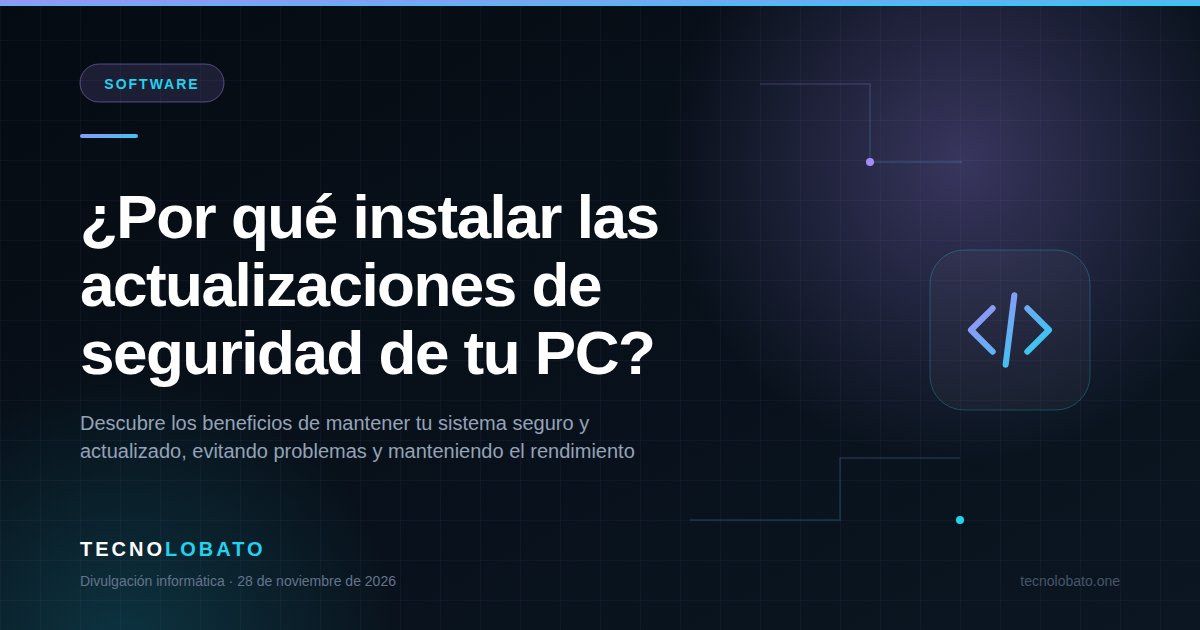 SOFTWARE
¿Por qué instalar las
actualizaciones de
seguridad de tu PC?
Descubre los beneficios de mantener tu sistema seguro y
actualizado, evitando problemas y manteniendo el rendimiento
</>
TECNOLOBATO
Divulgación informática · 28 de noviembre de 2026
tecnolobato.one